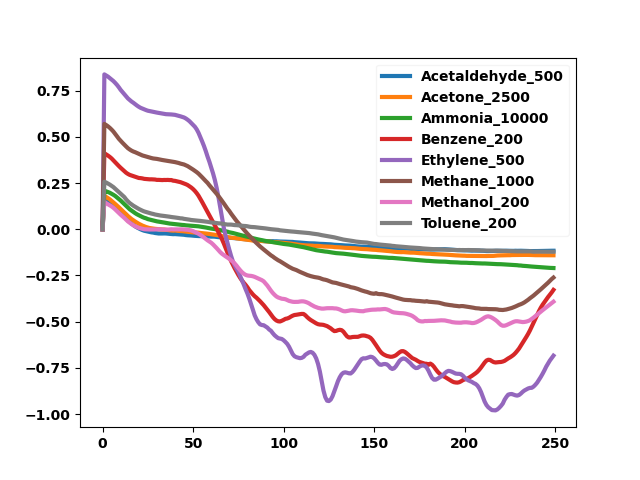 Acetaldehyde_500
Acetone_2500
Ammonia_10000
Benzene_200
Ethylene_500
Methane_1000
Methanol_200
Toluene_200
0.75
0.50
0.25
0.00
−0.25
−0.50
−0.75
−1.00
0 50 100 150 200 250